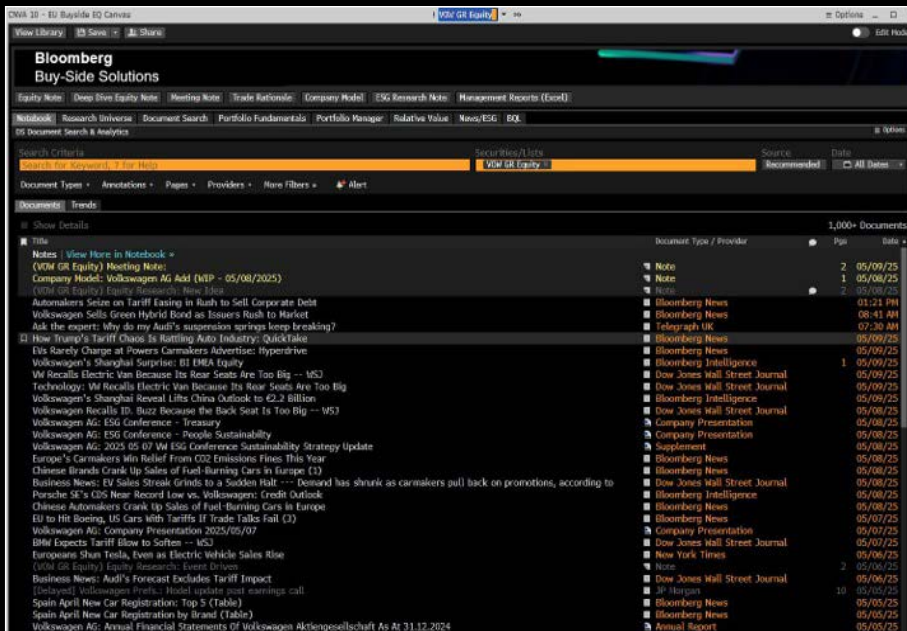 CNVA 10 - EU Buyside EQ Canvas VOW GR Equity Options
View Library Save Share Edit Mode
Bloomberg
Buy-Side Solutions
Equity Note Deep Dive Equity Note Meeting Note Trade Rationale Company Model ESG Research Note Management Reports (Excel)
Notebook Research Universe Document Search Portfolio Fundamentals Portfolio Manager Relative Value News/ESG BQL
DS Document Search & Analytics Options
Search Criteria Securities/Lists Source Date
Search for Keyword, ? for Help VOW GR Equity Recommended All Dates
Document Types Annotations Pages Providers More Filters Alert
Documents Trends
Show Details 1,000+ Documents
Title Document Type / Provider Pgs Date
Notes | View More in Notebook »
(VOW GR Equity) Meeting Note: Note 2 05/09/25
Company Model: Volkswagen AG Add (WIP - 05/08/2025) Note 1 05/08/25
(VOW GR Equity) Equity Research: New Idea Note 2 05/08/25
Automakers Seize on Tariff Easing in Rush to Sell Corporate Debt Bloomberg News 01:21 PM
Volkswagen Sells Green Hybrid Bond as Issuers Rush to Market Bloomberg News 08:41 AM
Ask the expert: Why do my Audi's suspension springs keep breaking? Telegraph UK 07:30 AM
How Trump's Tariff Chaos Is Rattling Auto Industry: QuickTake Bloomberg News 05/09/25
EVs Rarely Charge at Powers Carmakers Advertise: Hyperdrive Bloomberg News 05/09/25
Volkswagen's Shanghai Surprise: BI EMEA Equity Bloomberg Intelligence 1 05/09/25
VW Recalls Electric Van Because Its Rear Seats Are Too Big -- WSJ Dow Jones Wall Street Journal 05/09/25
Technology: VW Recalls Electric Van Because Its Rear Seats Are Too Big Dow Jones Wall Street Journal 05/09/25
Volkswagen's Shanghai Reveal Lifts China Outlook to €2.2 Billion Bloomberg Intelligence 05/09/25
Volkswagen Recalls ID. Buzz Because the Back Seat Is Too Big -- WSJ Dow Jones Wall Street Journal 05/08/25
Volkswagen AG: ESG Conference - Treasury Company Presentation 05/08/25
Volkswagen AG: ESG Conference - People Sustainabilty Company Presentation 05/08/25
Volkswagen AG: 2025 05 07 VW ESG Conference Sustainability Strategy Update Supplement 05/08/25
Europe's Carmakers Win Relief From CO2 Emissions Fines This Year Bloomberg News 05/08/25
Chinese Brands Crank Up Sales of Fuel-Burning Cars in Europe (1) Bloomberg News 05/08/25
Business News: EV Sales Streak Grinds to a Sudden Halt --- Demand has shrunk as carmakers pull back on promotions, according to Dow Jones Wall Street Journal 05/08/25
Porsche SE's CDS Near Record Low vs. Volkswagen: Credit Outlook Bloomberg Intelligence 05/08/25
Chinese Automakers Crank Up Sales of Fuel-Burning Cars in Europe Bloomberg News 05/08/25
EU to Hit Boeing, US Cars With Tariffs If Trade Talks Fail (3) Bloomberg News 05/07/25
Volkswagen AG: Company Presentation 2025/05/07 Company Presentation 05/07/25
BMW Expects Tariff Blow to Soften -- WSJ Dow Jones Wall Street Journal 05/07/25
Europeans Shun Tesla, Even as Electric Vehicle Sales Rise New York Times 05/06/25
(VOW GR Equity) Equity Research: Event Driven Note 2 05/06/25
Business News: Audi's Forecast Excludes Tariff Impact Dow Jones Wall Street Journal 05/06/25
[Delayed] Volkswagen Prefs.: Model update post earnings call JP Morgan 10 05/05/25
Spain April New Car Registration: Top 5 (Table) Bloomberg News 05/05/25
Spain April New Car Registration by Brand (Table) Bloomberg News 05/05/25
Volkswagen AG: Annual Financial Statements Of Volkswagen Aktiengesellschaft As At 31.12.2024 Annual Report 05/05/25